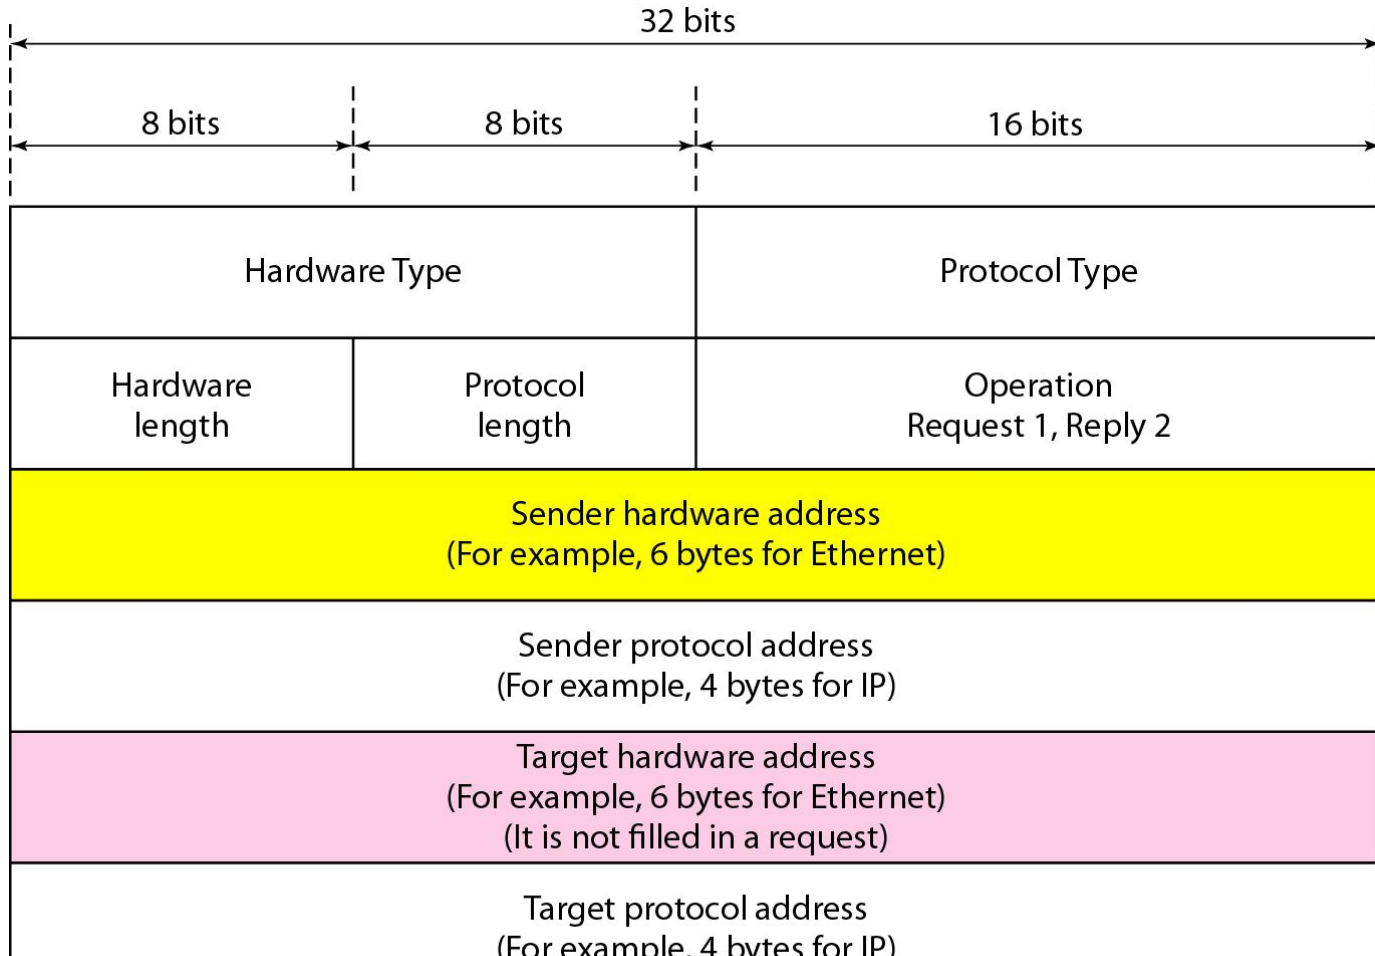 32 bits
8 bits
8 bits
16 bits
Hardware Type
Protocol Type
Hardware
length
Protocol
length
Operation
Request 1, Reply 2
Sender hardware address
(For example, 6 bytes for Ethernet)
Sender protocol address
(For example, 4 bytes for IP)
Target hardware address
(For example, 6 bytes for Ethernet)
(It is not filled in a request)
Target protocol address
(For example, 4 bytes for IP)